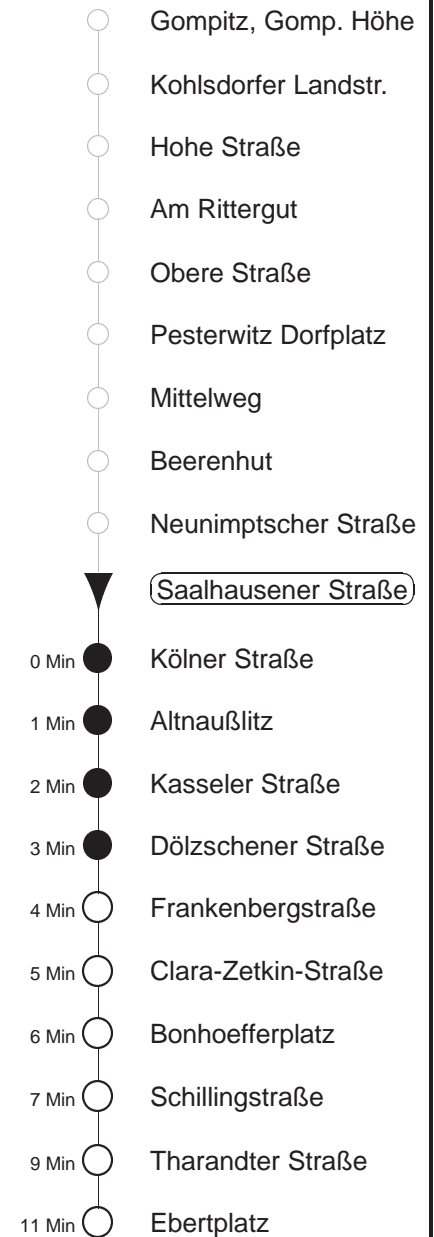 Gompitz, Gomp. Höhe
Kohlsdorfer Landstr.
Hohe Straße
Am Rittergut
Obere Straße
Pesterwitz Dorfplatz
Mittelweg
Beerenhut
Neunimptscher Straße
Saalhausener Straße
0 Min Kölner Straße
1 Min Altnaußlitz
2 Min Kasseler Straße
3 Min Dölzschener Straße
4 Min Frankenbergstraße
5 Min Clara-Zetkin-Straße
6 Min Bonhoefferplatz
7 Min Schillingstraße
9 Min Tharandter Straße
11 Min Ebertplatz